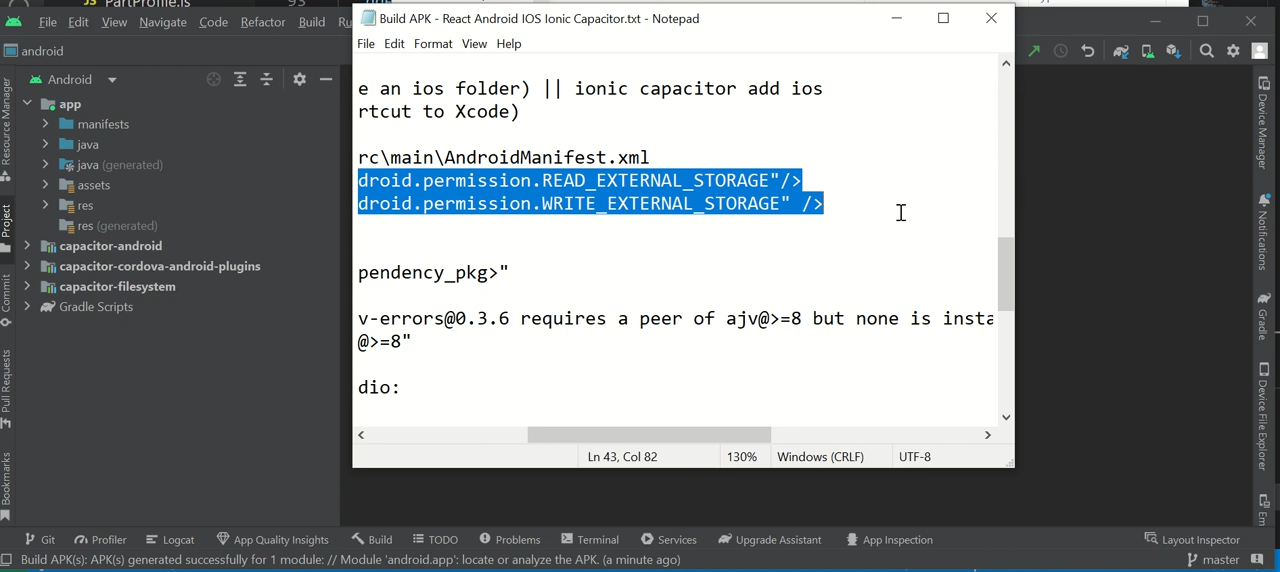 PartProfile.js
93
File Edit View Navigate Code Refactor Build Ru
android
Android
app
manifests
java
java (generated)
assets
res
res (generated)
capacitor-android
capacitor-cordova-android-plugins
capacitor-filesystem
Gradle Scripts
Resource Manager
Project
Commit
Pull Requests
Bookmarks
Build APK - React Android IOS Ionic Capacitor.txt - Notepad
File Edit Format View Help
e an ios folder) || ionic capacitor add ios
rtcut to Xcode)
rc\main\AndroidManifest.xml
droid.permission.READ_EXTERNAL_STORAGE"/>
droid.permission.WRITE_EXTERNAL_STORAGE" />
pendency_pkg>"
v-errors@0.3.6 requires a peer of ajv@>=8 but none is insta
@>=8"
dio:
Ln 43, Col 82
130%
Windows (CRLF)
UTF-8
Device Manager
Notifications
Gradle
Device File Explorer
Em
Git Profiler Logcat App Quality Insights Build TODO Problems Terminal Services Upgrade Assistant App Inspection Layout Inspector
Build APK(s): APK(s) generated successfully for 1 module: // Module 'android.app': locate or analyze the APK. (a minute ago)
master